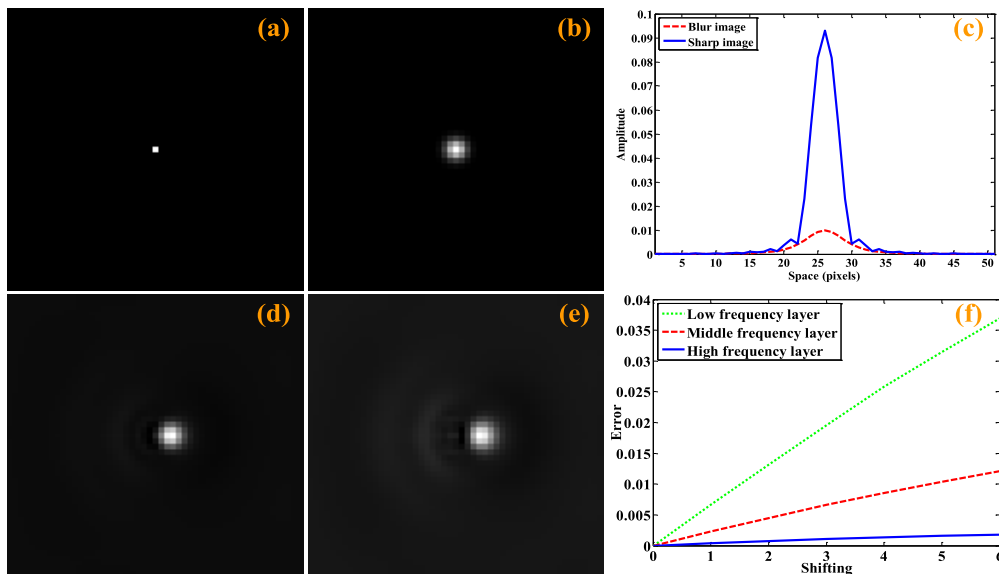 (a)
(b)
(c)
Blur image
Sharp image
Amplitude
0.1
0.09
0.08
0.07
0.06
0.05
0.04
0.03
0.02
0.01
0
5 10 15 20 25 30 35 40 45 50
Space (pixels)
(d)
(e)
(f)
Low frequency layer
Middle frequency layer
High frequency layer
Error
0.04
0.035
0.03
0.025
0.02
0.015
0.01
0.005
0
0 1 2 3 4 5 6
Shifting